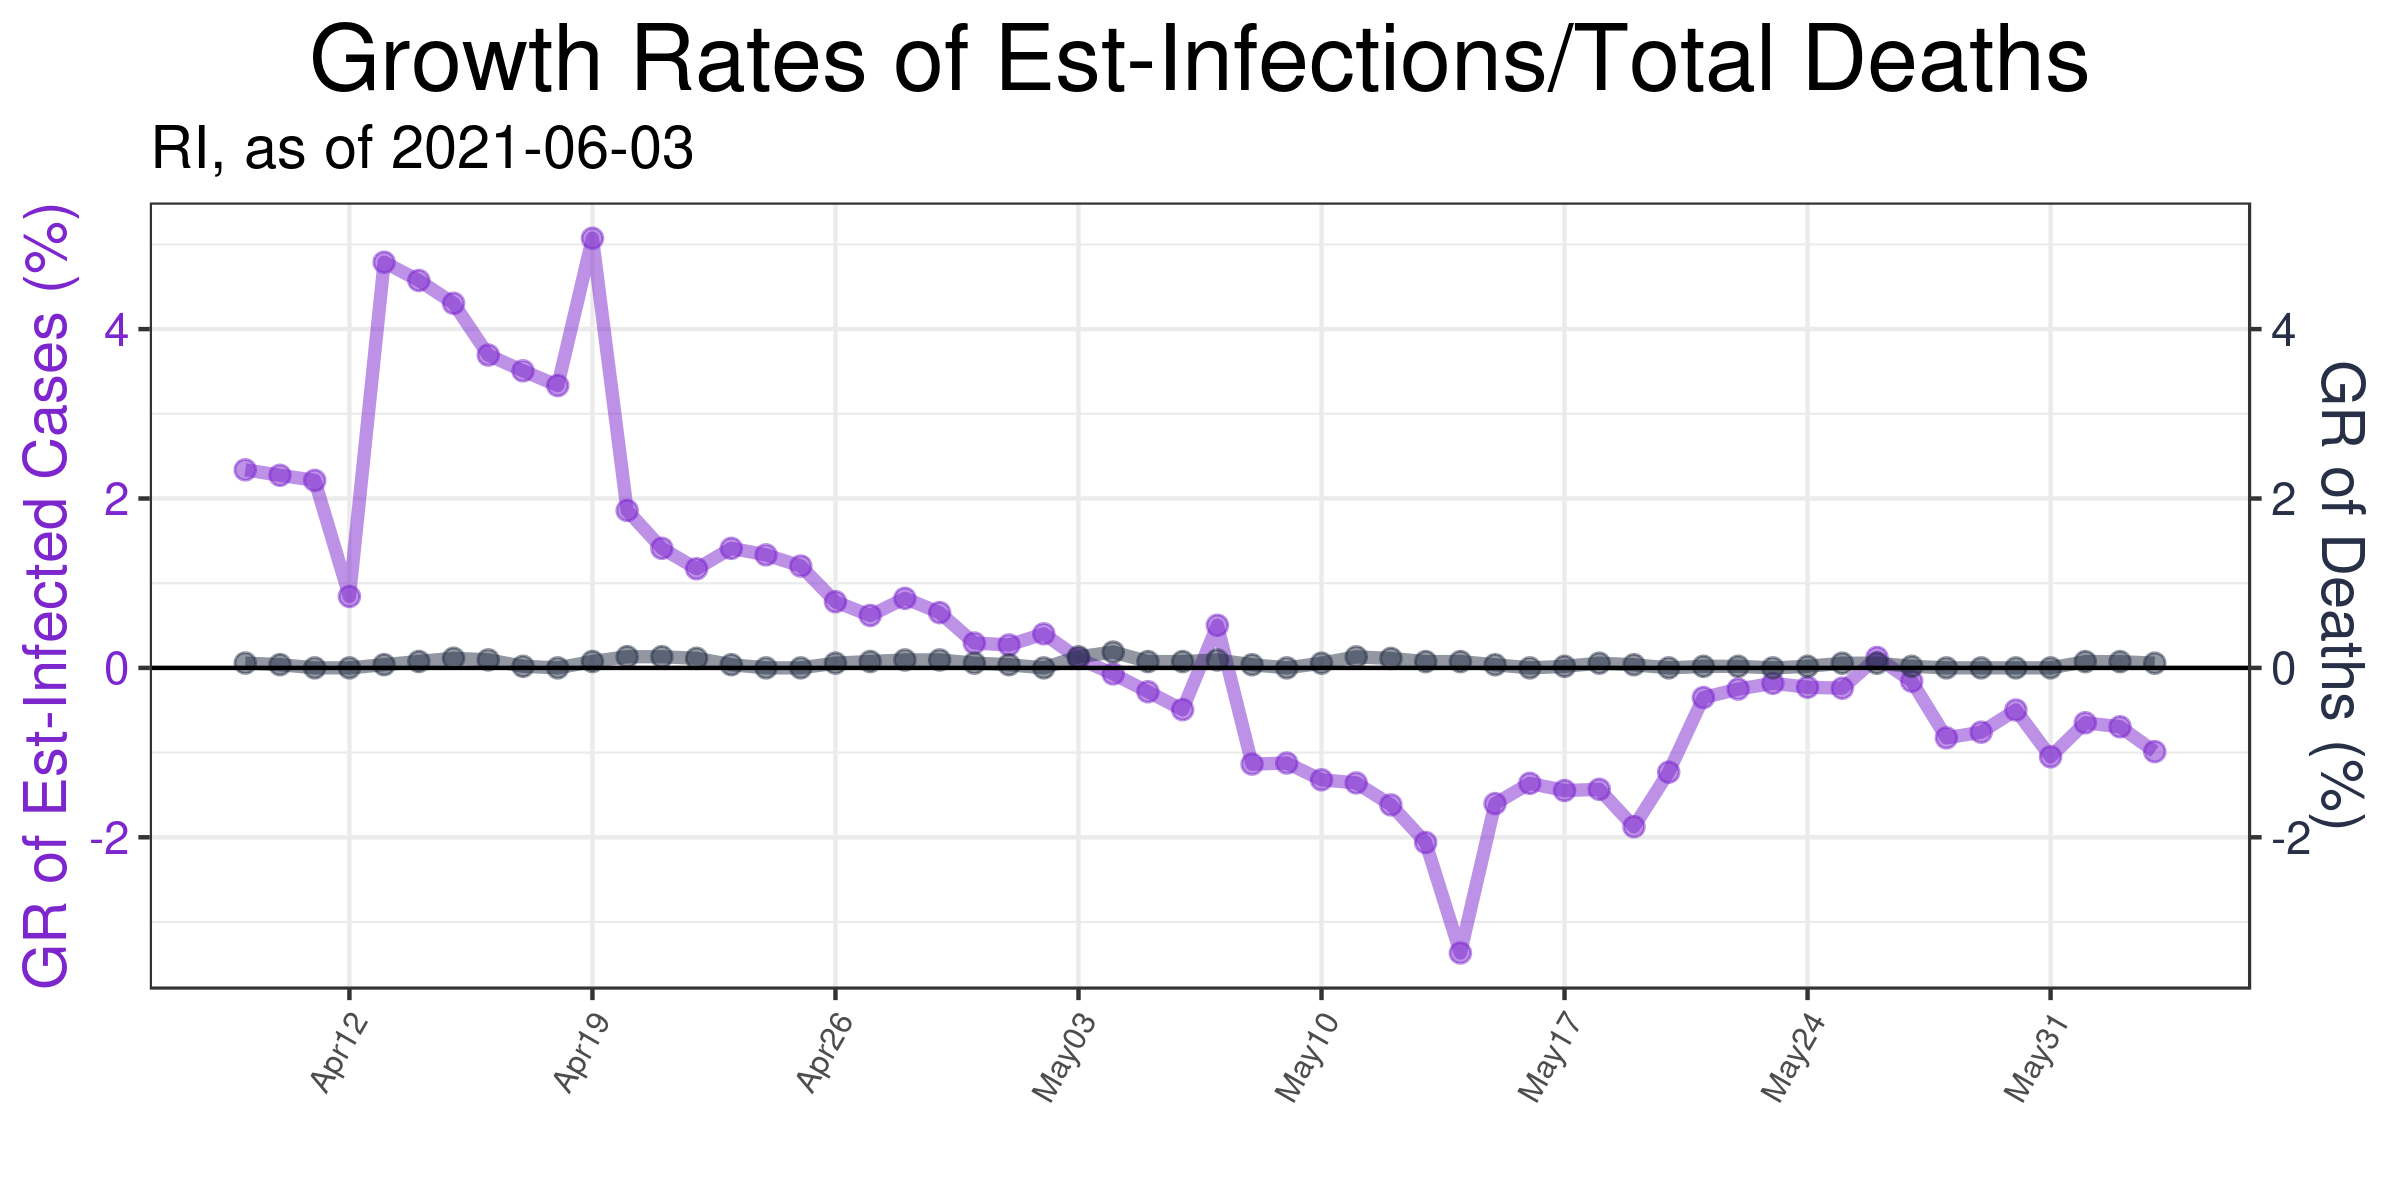 Growth Rates of Est-Infections/Total Deaths
RI, as of 2021-06-03
GR of Est-Infected Cases (%)
4
2
0
-2
4
2
0
-2
GR of Deaths (%)
Apr12
Apr19
Apr26
May03
May10
May17
May24
May31